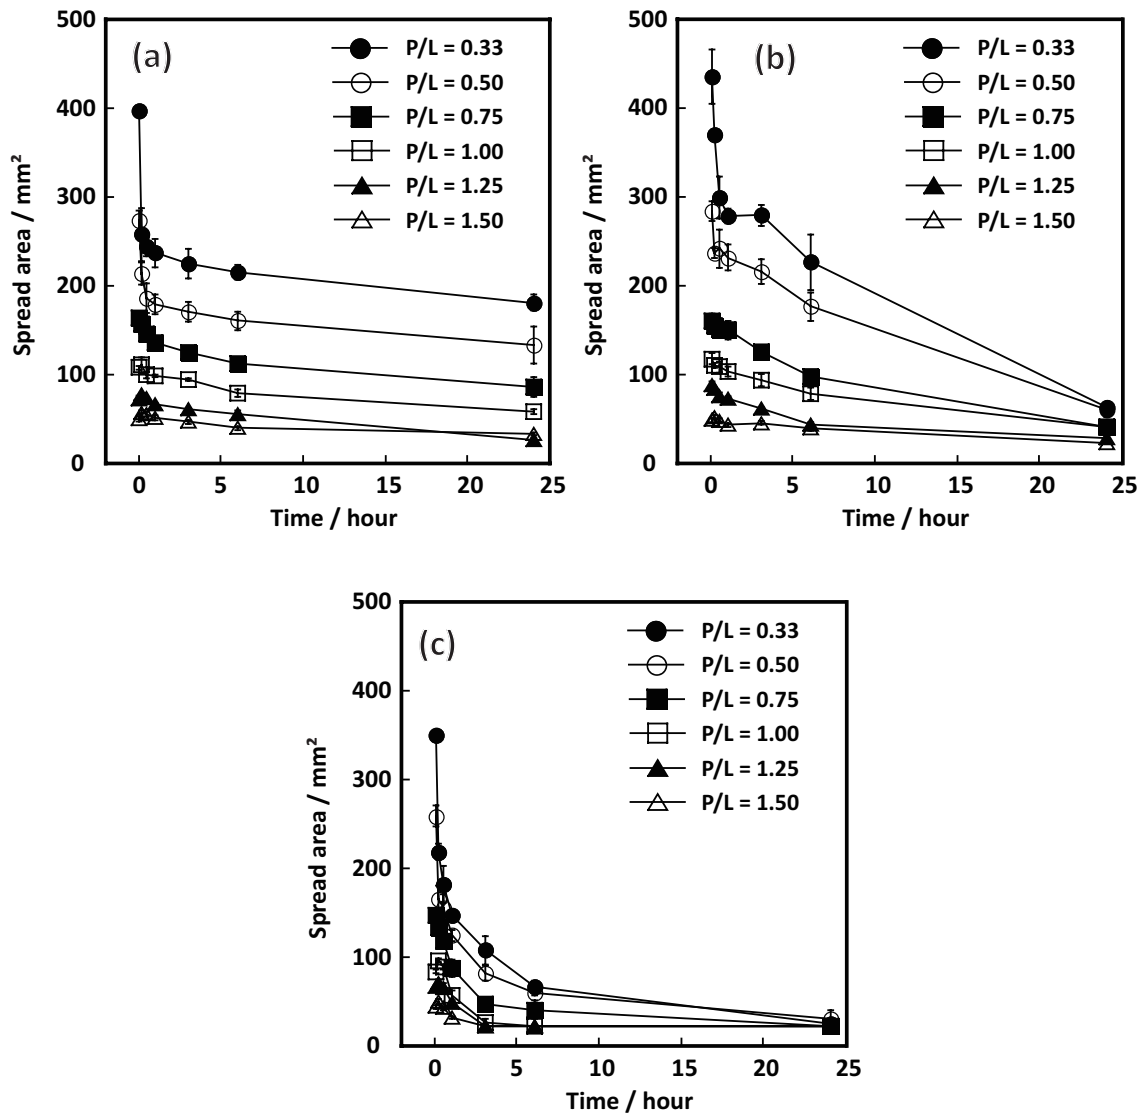 (a)
P/L = 0.33
P/L = 0.50
P/L = 0.75
P/L = 1.00
P/L = 1.25
P/L = 1.50
500
400
300
200
100
0
Spread area / mm²
0 5 10 15 20 25
Time / hour
(b)
P/L = 0.33
P/L = 0.50
P/L = 0.75
P/L = 1.00
P/L = 1.25
P/L = 1.50
500
400
300
200
100
0
Spread area / mm²
0 5 10 15 20 25
Time / hour
(c)
P/L = 0.33
P/L = 0.50
P/L = 0.75
P/L = 1.00
P/L = 1.25
P/L = 1.50
500
400
300
200
100
0
Spread area / mm²
0 5 10 15 20 25
Time / hour